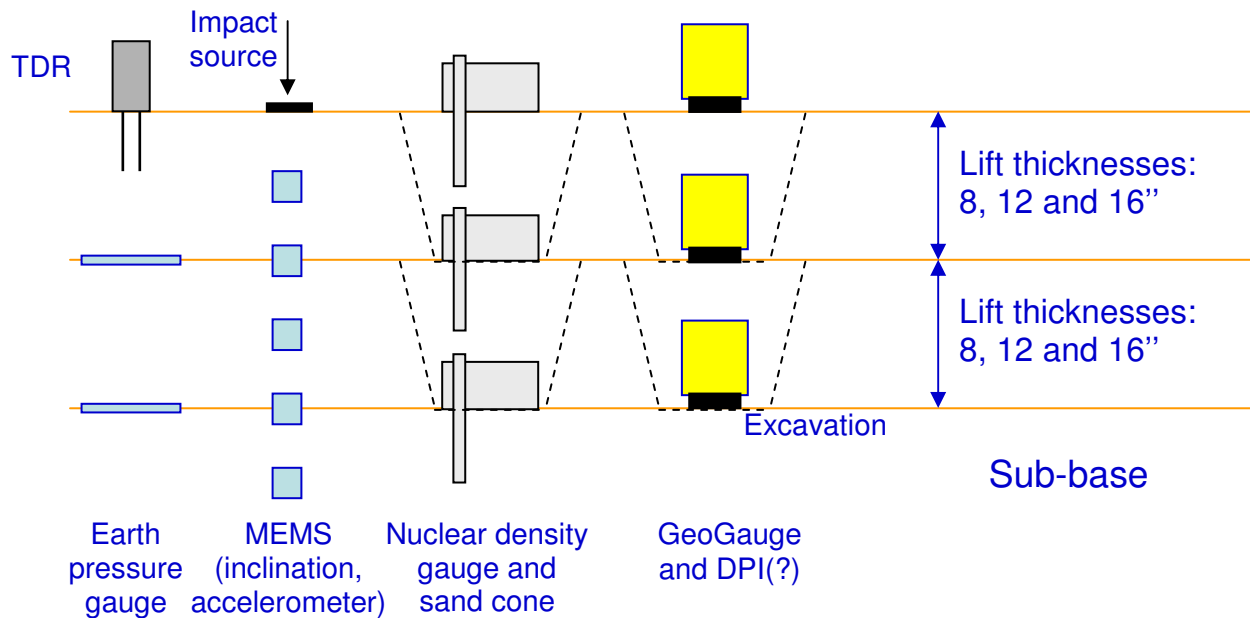 Impact
source
TDR
Lift thicknesses:
8, 12 and 16’’
Lift thicknesses:
8, 12 and 16’’
Excavation
Sub-base
Earth
pressure
gauge
MEMS
(inclination,
accelerometer)
Nuclear density
gauge and
sand cone
GeoGauge
and DPI(?)